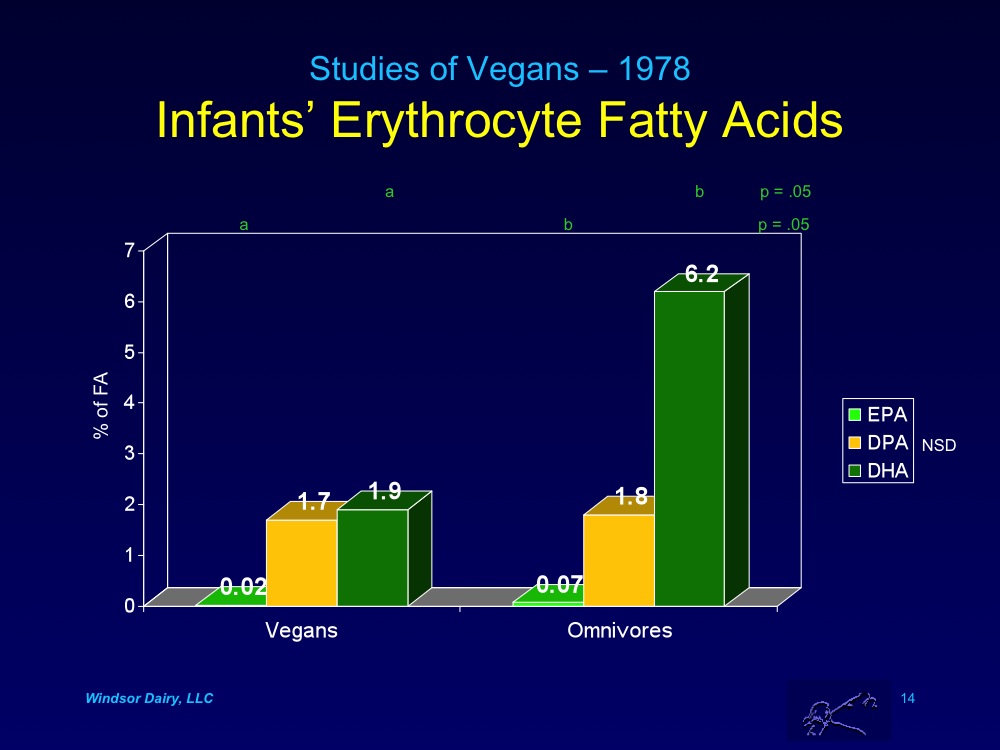 Studies of Vegans – 1978
Infants’ Erythrocyte Fatty Acids
a b p = .05
a b p = .05
7
6
5
4
3
2
1
0
% of FA
0.02 1.7 1.9
0.07 1.8 6.2
Vegans Omnivores
EPA
DPA NSD
DHA
Windsor Dairy, LLC 14